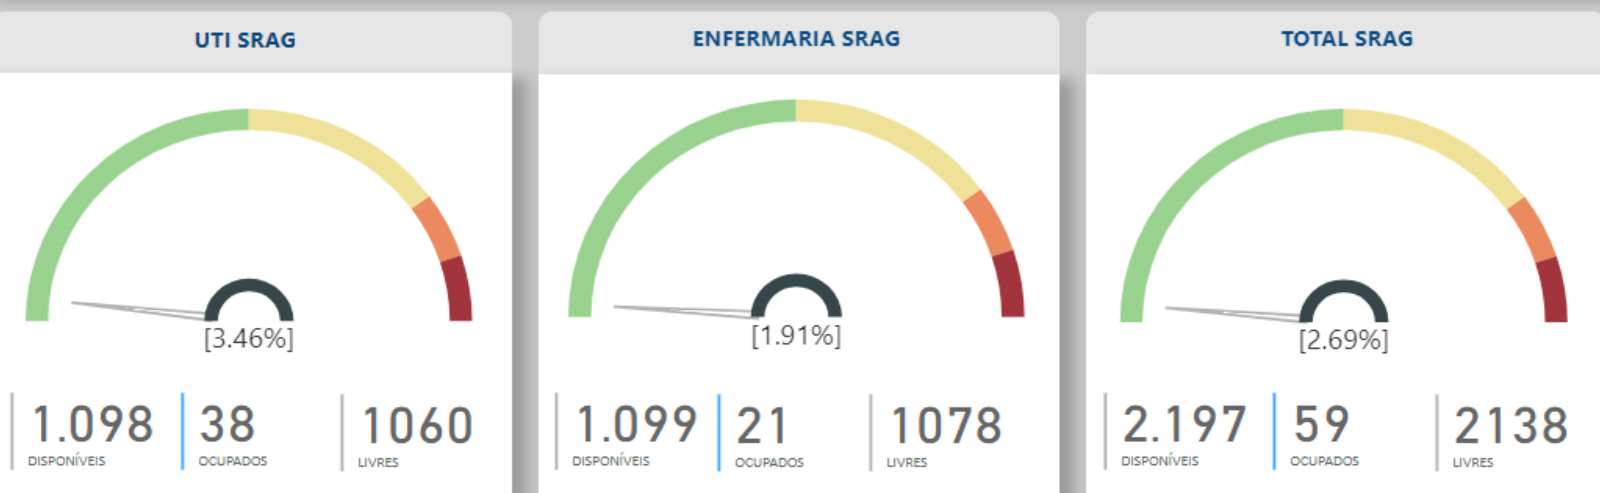 UTI SRAG
[3.46%]
1.098 38 1060
DISPONÍVEIS OCUPADOS LIVRES
ENFERMARIA SRAG
[1.91%]
1.099 21 1078
DISPONÍVEIS OCUPADOS LIVRES
TOTAL SRAG
[2.69%]
2.197 59 2138
DISPONÍVEIS OCUPADOS LIVRES